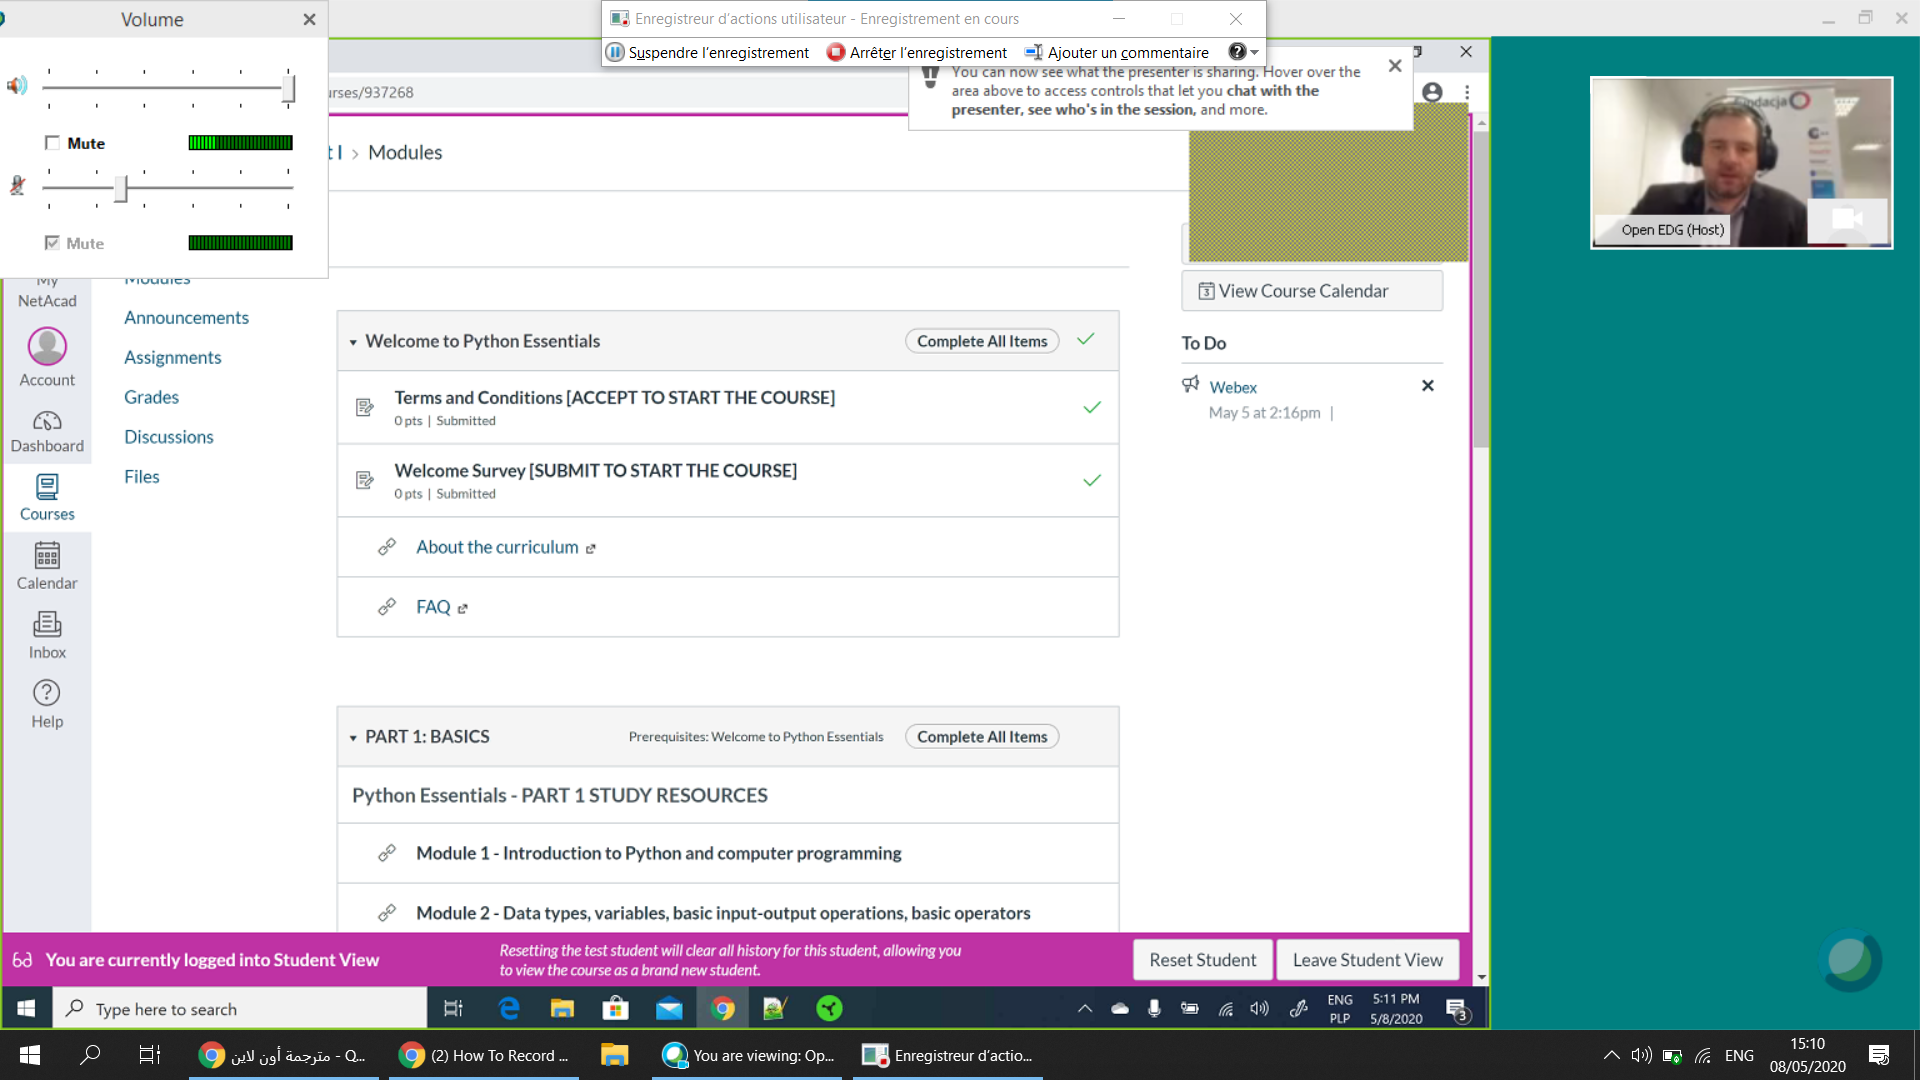 Volume
Mute
Mute
Enregistreur d'actions utilisateur - Enregistrement en cours
Suspendre l'enregistrement
Arrêter l'enregistrement
Ajouter un commentaire
You can now see what the presenter is sharing. Hover over the
area above to access controls that let you chat with the
presenter, see who's in the session, and more.
rses/937268
t I > Modules
Open EDG (Host)
My
NetAcad
Account
Dashboard
Courses
Calendar
Inbox
Help
Modules
Announcements
Assignments
Grades
Discussions
Files
Welcome to Python Essentials
Complete All Items
Terms and Conditions [ACCEPT TO START THE COURSE]
0 pts | Submitted
Welcome Survey [SUBMIT TO START THE COURSE]
0 pts | Submitted
About the curriculum
FAQ
PART 1: BASICS
Prerequisites: Welcome to Python Essentials
Complete All Items
Python Essentials - PART 1 STUDY RESOURCES
Module 1 - Introduction to Python and computer programming
Module 2 - Data types, variables, basic input-output operations, basic operators
View Course Calendar
To Do
Webex
May 5 at 2:16pm |
You are currently logged into Student View
Resetting the test student will clear all history for this student, allowing you
to view the course as a brand new student.
Reset Student
Leave Student View
Type here to search
ENG
PLP
5:11 PM
5/8/2020
3
مترجمة أون لاين - Q...
(2) How To Record ...
You are viewing: Op...
Enregistreur d'actio...
ENG
15:10
08/05/2020